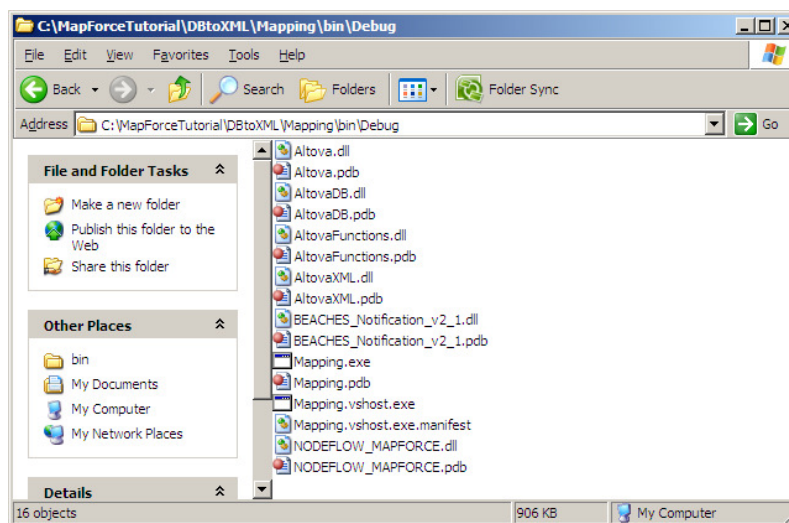 C:\MapForceTutorial\DBtoXML\Mapping\bin\Debug
File Edit View Favorites Tools Help
Back Search Folders Folder Sync
Address C:\MapForceTutorial\DBtoXML\Mapping\bin\Debug Go
File and Folder Tasks
Make a new folder
Publish this folder to the
Web
Share this folder
Other Places
bin
My Documents
My Computer
My Network Places
Details
Altova.dll
Altova.pdb
AltovaDB.dll
AltovaDB.pdb
AltovaFunctions.dll
AltovaFunctions.pdb
AltovaXML.dll
AltovaXML.pdb
BEACHES_Notification_v2_1.dll
BEACHES_Notification_v2_1.pdb
Mapping.exe
Mapping.pdb
Mapping.vshost.exe
Mapping.vshost.exe.manifest
NODEFLOW_MAPFORCE.dll
NODEFLOW_MAPFORCE.pdb
16 objects 906 KB My Computer